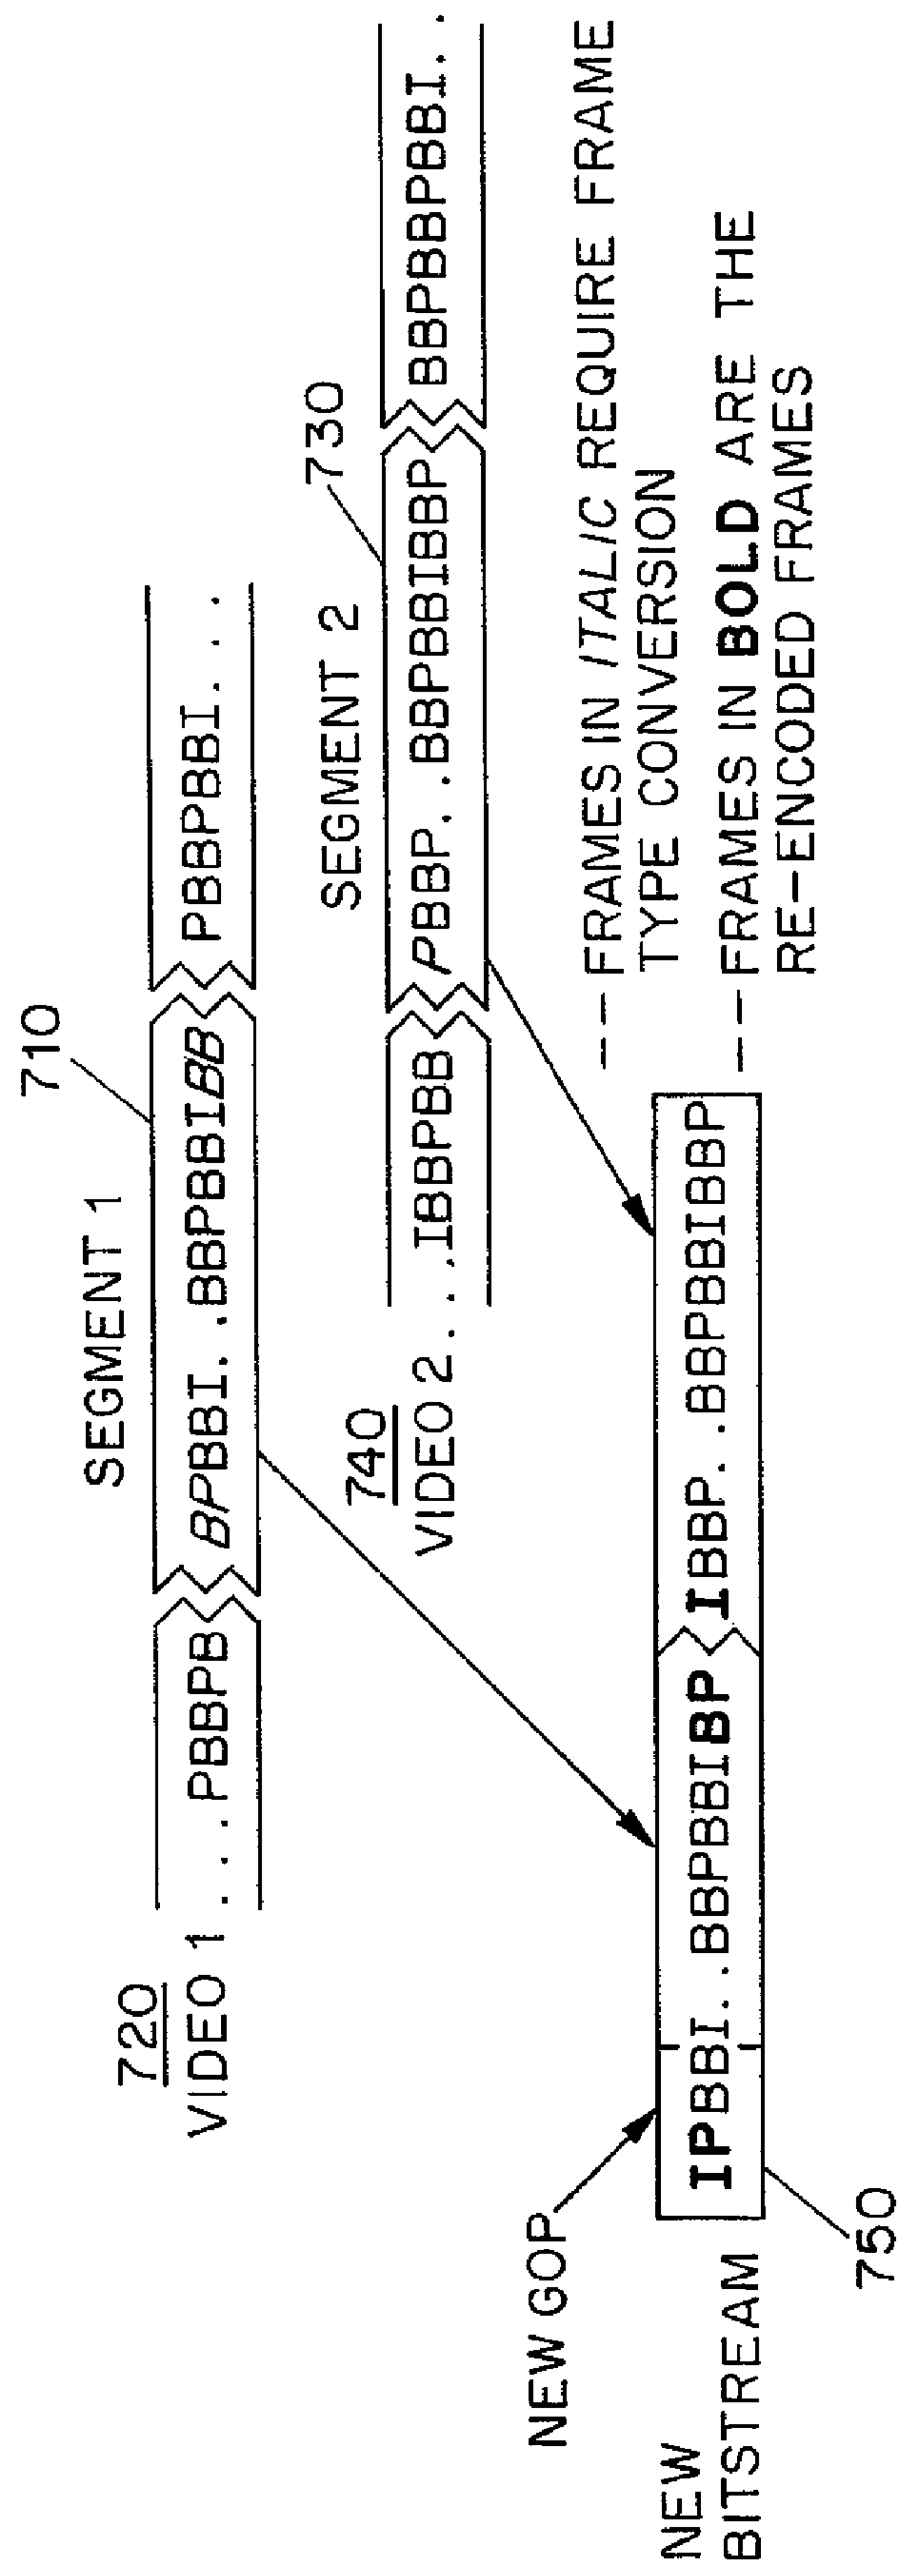 710
SEGMENT 1
720
VIDEO 1 . . . PBBPB BPBBI. .BBPBBIBB PBBPBBI. . .
730
SEGMENT 2
740
VIDEO 2 . . .IBBPBB PBBP. .BBPBBIBBP BBPBBPBBI. . .
NEW GOP
-- FRAMES IN ITALIC REQUIRE FRAME
TYPE CONVERSION
NEW
BITSTREAM
IPBBI. .BBPBBIBP IBBP. .BBPBBIBBP
-- FRAMES IN BOLD ARE THE
RE-ENCODED FRAMES
750